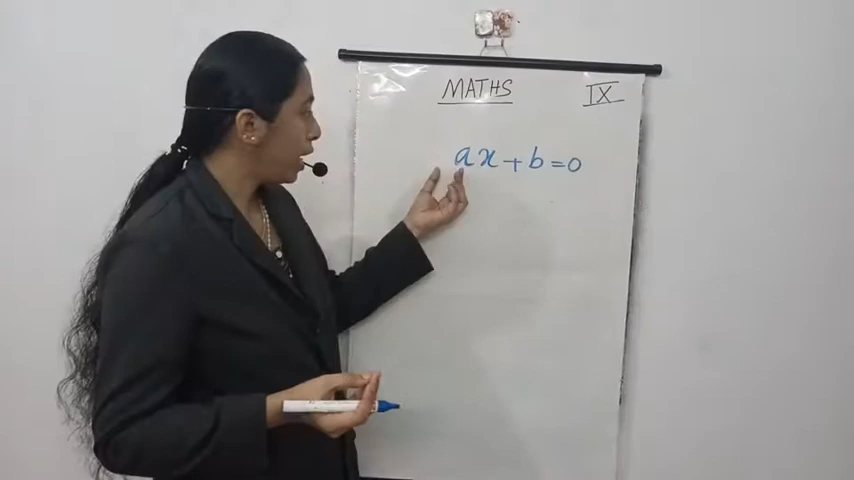 MATHS
IX
ax + b = 0